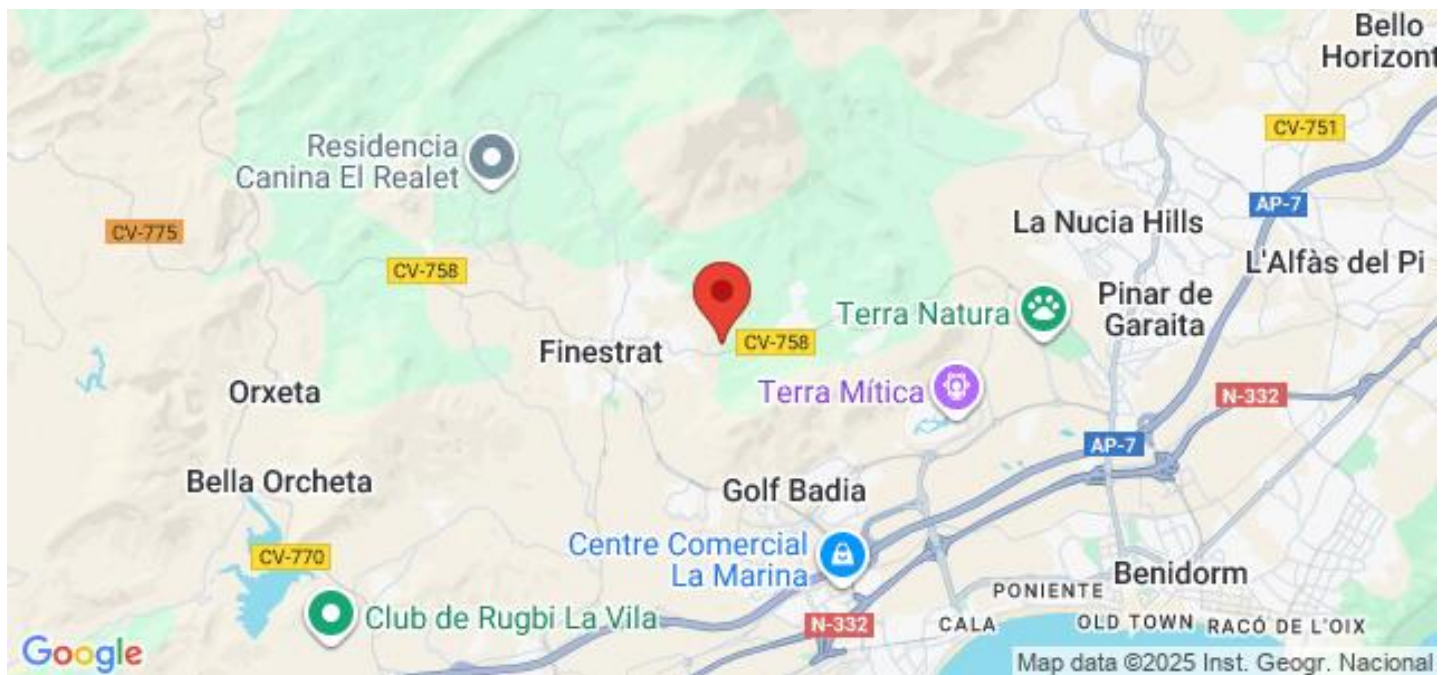 Bello
Horizont
CV-751
Residencia
Canina El Realet
AP-7
La Nucia Hills
CV-775
CV-758
L'Alfàs del Pi
Pinar de
Garaita
Terra Natura
CV-758
Finestrat
Orxeta
Terra Mítica
N-332
AP-7
Bella Orcheta
Golf Badia
Centre Comercial
La Marina
CV-770
Benidorm
PONIENTE
Club de Rugbi La Vila
N-332
CALA
OLD TOWN
RACÓ DE L'OIX
Google
Map data ©2025 Inst. Geogr. Nacional